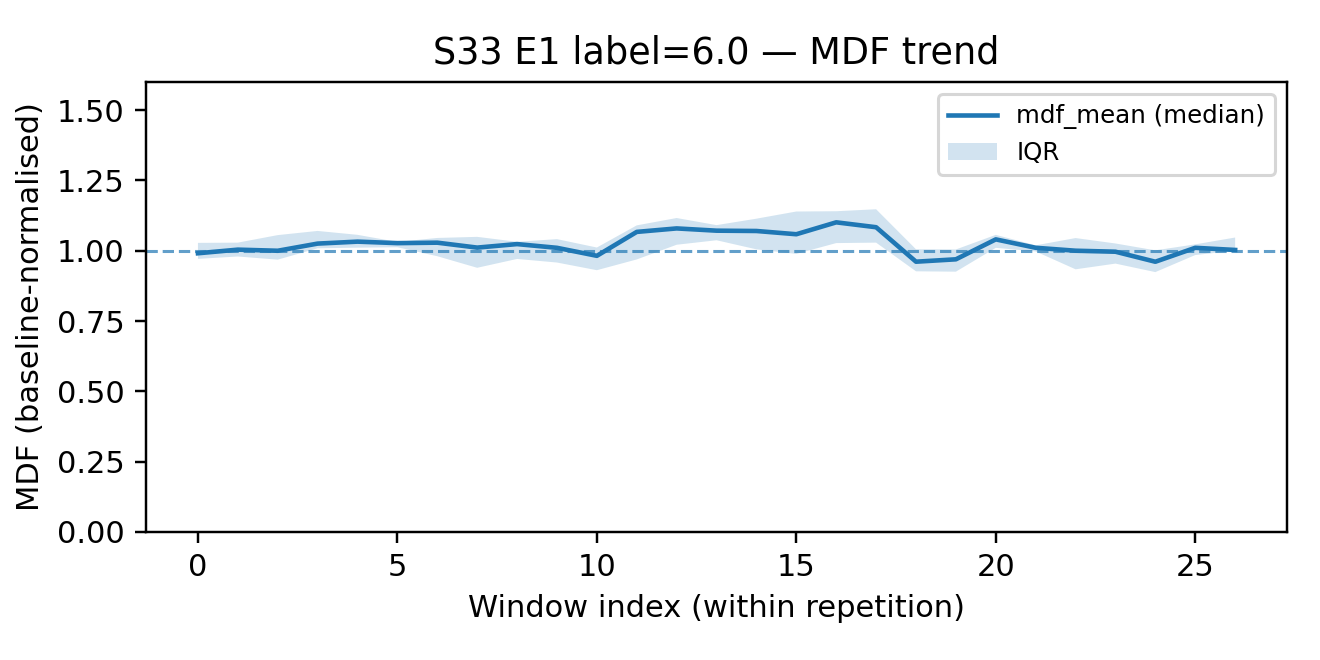 S33 E1 label=6.0 — MDF trend
mdf_mean (median)
IQR
MDF (baseline-normalised)
1.50
1.25
1.00
0.75
0.50
0.25
0.00
0 5 10 15 20 25
Window index (within repetition)